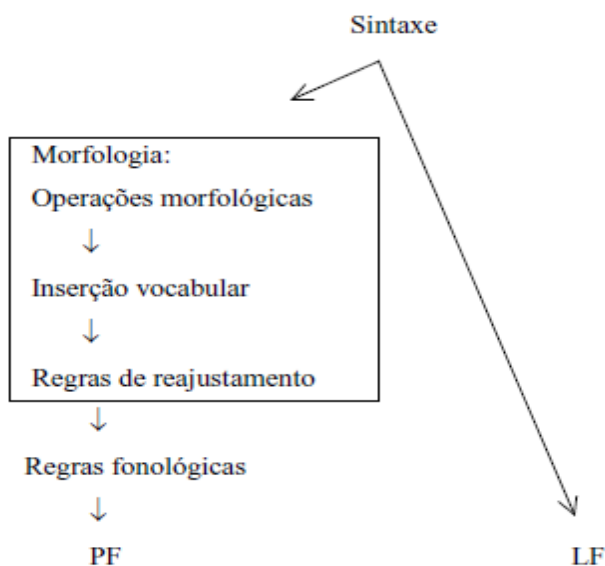 Sintaxe
Morfologia:
Operações morfológicas
↓
Inserção vocabular
↓
Regras de reajustamento
↓
Regras fonológicas
↓
PF LF